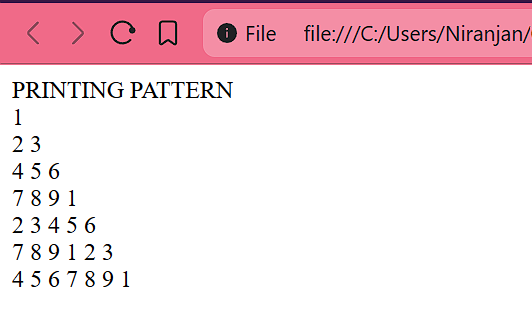 File file:///C:/Users/Niranjan/
PRINTING PATTERN
1
2 3
4 5 6
7 8 9 1
2 3 4 5 6
7 8 9 1 2 3
4 5 6 7 8 9 1